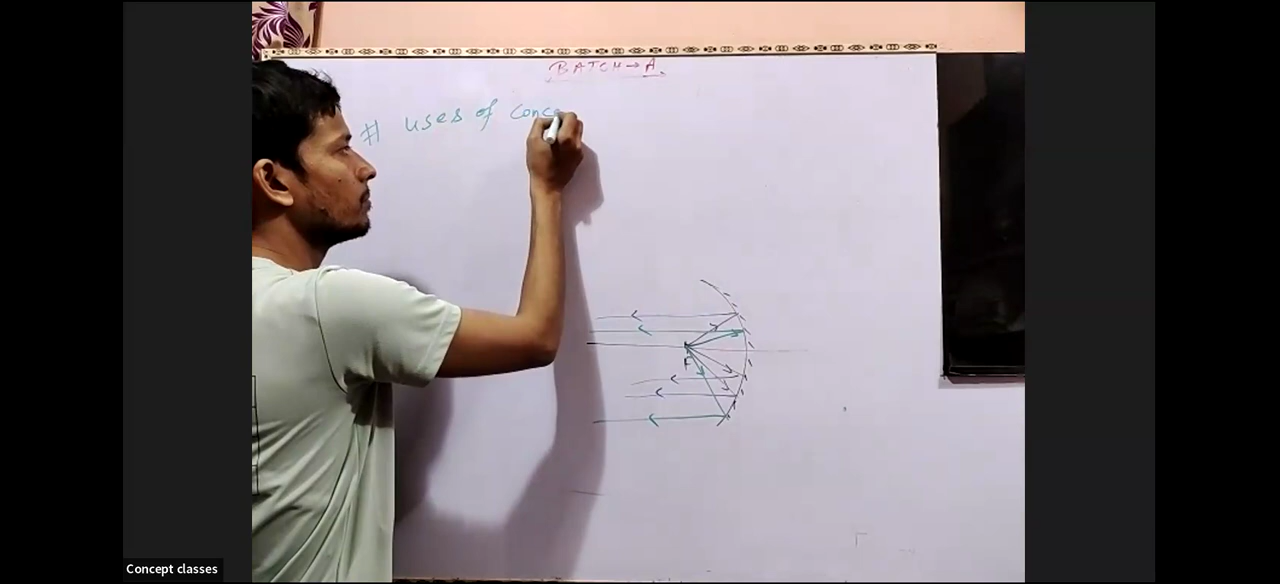 BATCH → A
# uses of conc
F
Concept classes